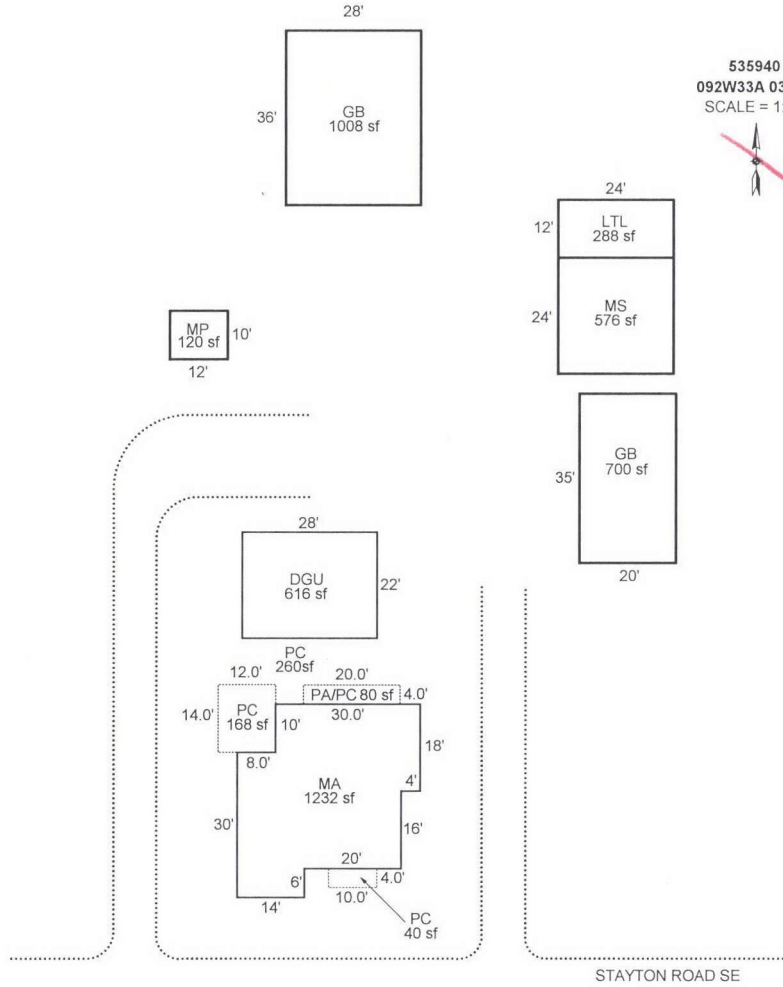 28'
36'
GB
1008 sf
535940
092W33A 03
SCALE = 1
24'
12'
LTL
288 sf
24'
MS
576 sf
MP
120 sf
10'
12'
GB
700 sf
35'
20'
28'
DGU
616 sf
22'
PC
260sf
12.0'
20.0'
PA/PC 80 sf
4.0'
14.0'
PC
168 sf
10'
30.0'
18'
8.0'
MA
1232 sf
4'
30'
16'
20'
6'
4.0'
10.0'
14'
PC
40 sf
STAYTON ROAD SE